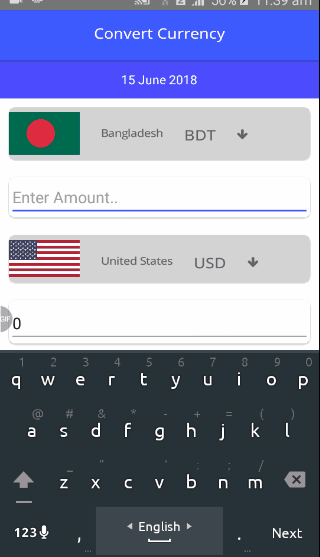 50% 11:39 am
Convert Currency
15 June 2018
Bangladesh BDT
Enter Amount..
United States USD
GIF
0
1 2 3 4 5 6 7 8 9 0
q w e r t y u i o p
@ # & * - + = ( )
a s d f g h j k l
_ " ' : ; /
z x c v b n m
123 , English . Next
... ...